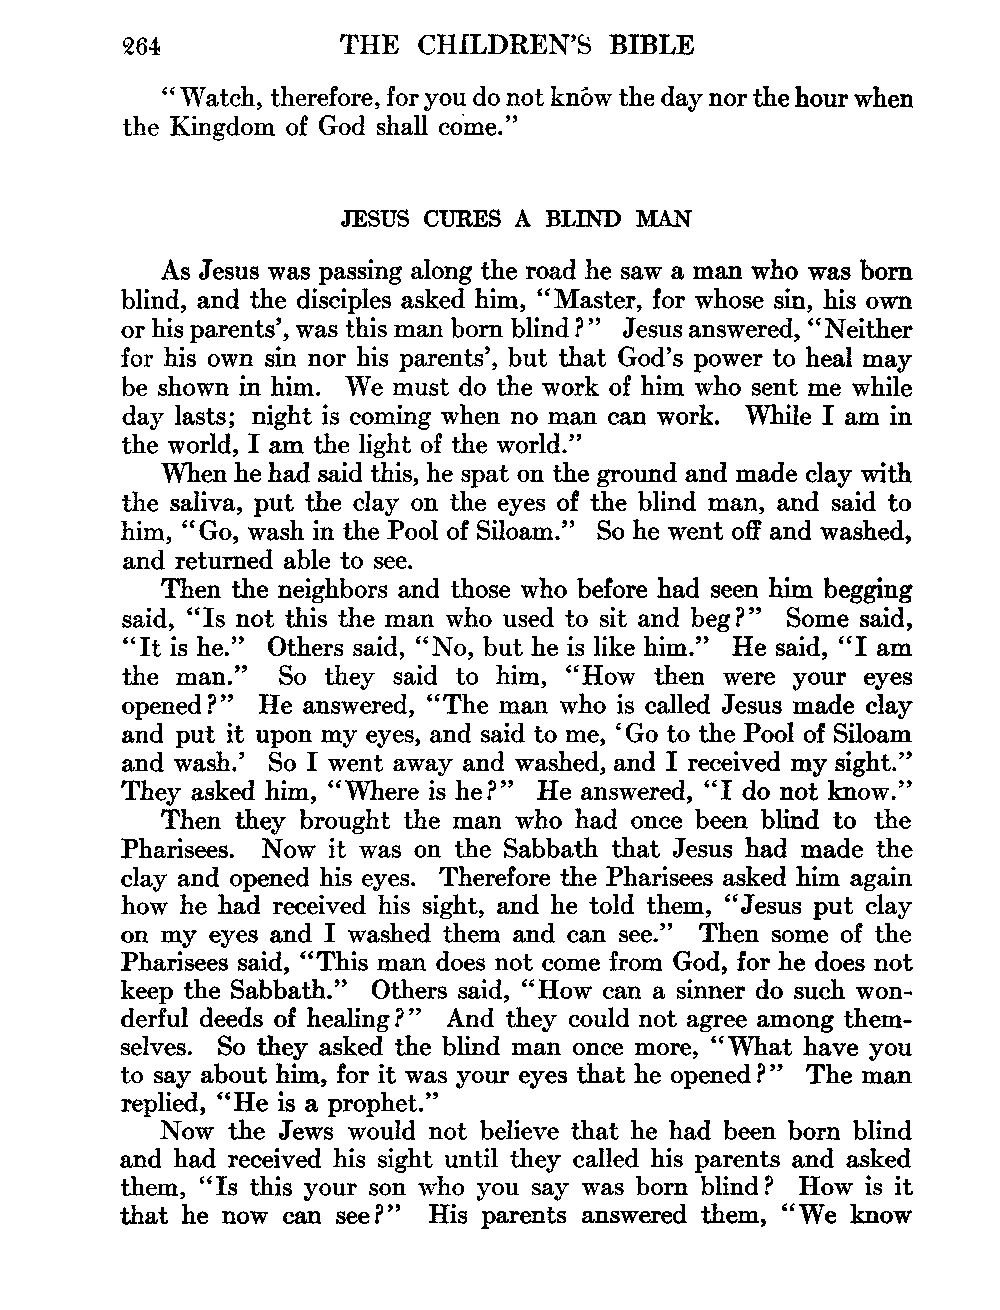 264 THE CHILDREN'S BIBLE
“Watch, therefore, for you do not know the day nor the hour when
the Kingdom of God shall come.”
JESUS CURES A BLIND MAN
As Jesus was passing along the road he saw a man who was born
blind, and the disciples asked him, “Master, for whose sin, his own
or his parents’, was this man born blind?” Jesus answered, “Neither
for his own sin nor his parents’, but that God’s power to heal may
be shown in him. We must do the work of him who sent me while
day lasts; night is coming when no man can work. While I am in
the world, I am the light of the world.”
When he had said this, he spat on the ground and made clay with
the saliva, put the clay on the eyes of the blind man, and said to
him, “Go, wash in the Pool of Siloam.” So he went off and washed,
and returned able to see.
Then the neighbors and those who before had seen him begging
said, “Is not this the man who used to sit and beg?” Some said,
“It is he.” Others said, “No, but he is like him.” He said, “I am
the man.” So they said to him, “How then were your eyes
opened?” He answered, “The man who is called Jesus made clay
and put it upon my eyes, and said to me, ‘Go to the Pool of Siloam
and wash.’ So I went away and washed, and I received my sight.”
They asked him, “Where is he?” He answered, “I do not know.”
Then they brought the man who had once been blind to the
Pharisees. Now it was on the Sabbath that Jesus had made the
clay and opened his eyes. Therefore the Pharisees asked him again
how he had received his sight, and he told them, “Jesus put clay
on my eyes and I washed them and can see.” Then some of the
Pharisees said, “This man does not come from God, for he does not
keep the Sabbath.” Others said, “How can a sinner do such won-
derful deeds of healing?” And they could not agree among them-
selves. So they asked the blind man once more, “What have you
to say about him, for it was your eyes that he opened?” The man
replied, “He is a prophet.”
Now the Jews would not believe that he had been born blind
and had received his sight until they called his parents and asked
them, “Is this your son who you say was born blind? How is it
that he now can see?” His parents answered them, “We know